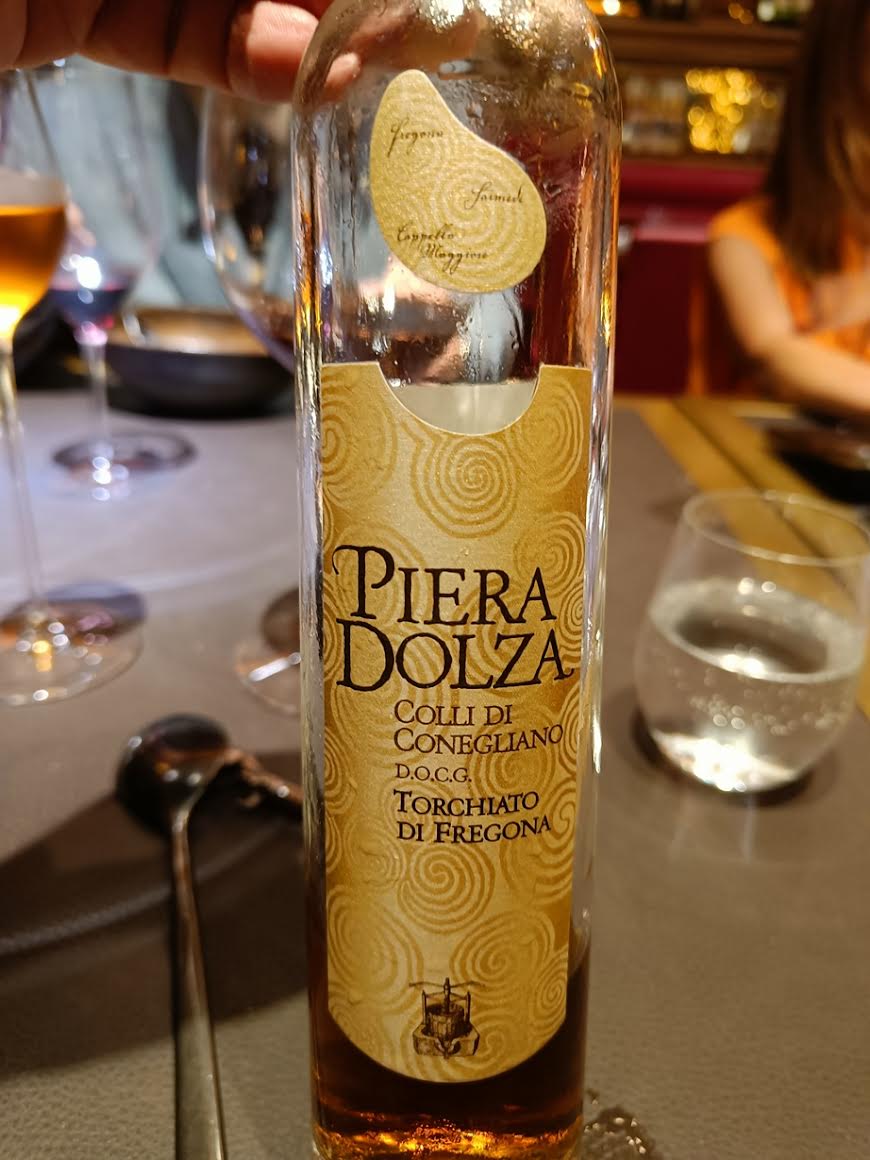 Fregona
Sarmede
Cappella
Maggiore
PIERA
DOLZA
COLLI DI
CONEGLIANO
D.O.C.G.
TORCHIATO
DI FREGONA